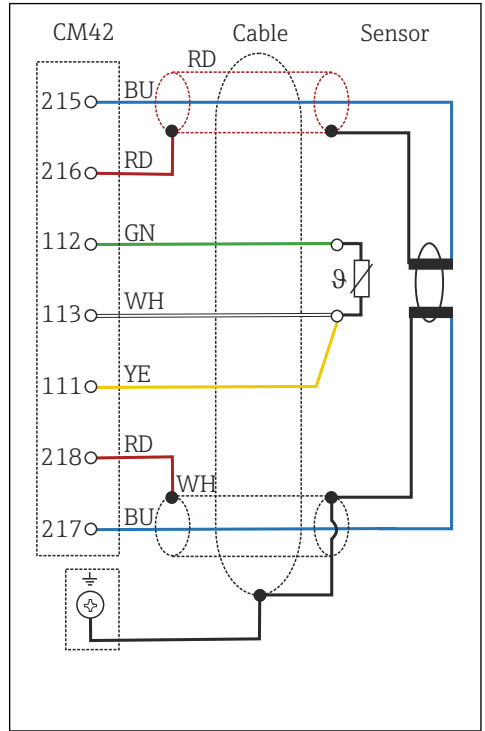 CM42 Cable Sensor
RD
215 BU
216 RD
112 GN
ϑ
113 WH
111 YE
218 RD
WH
217 BU